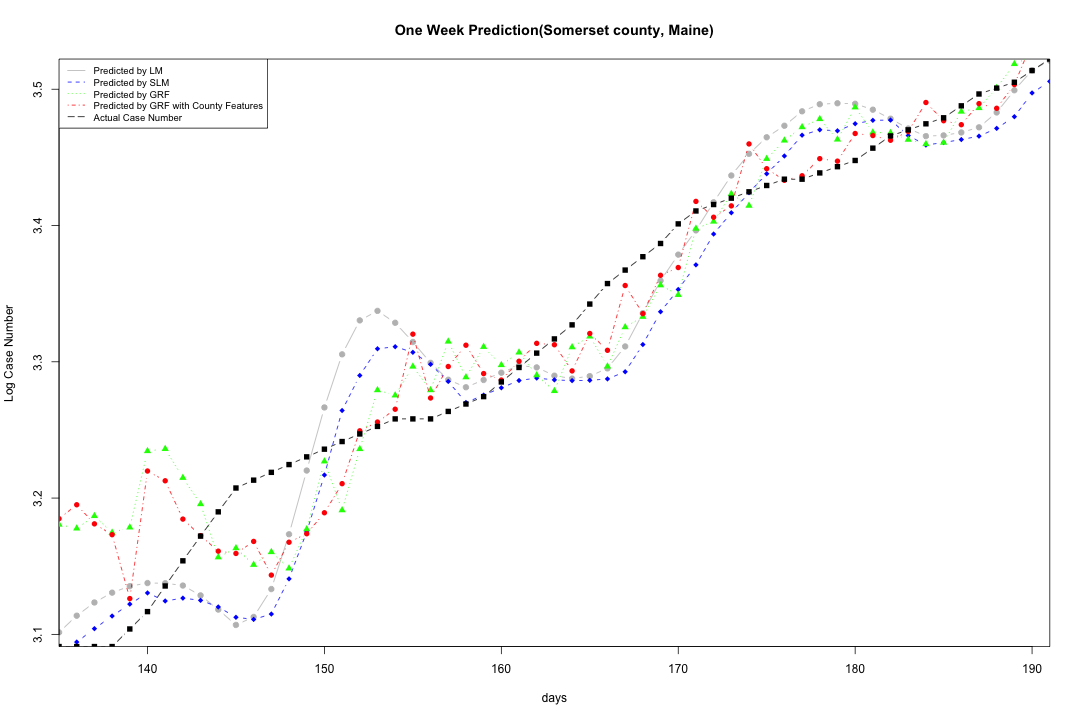 One Week Prediction(Somerset county, Maine)
Predicted by LM
Predicted by SLM
Predicted by GRF
Predicted by GRF with County Features
Actual Case Number
Log Case Number
3.5
3.4
3.3
3.2
3.1
140 150 160 170 180 190
days